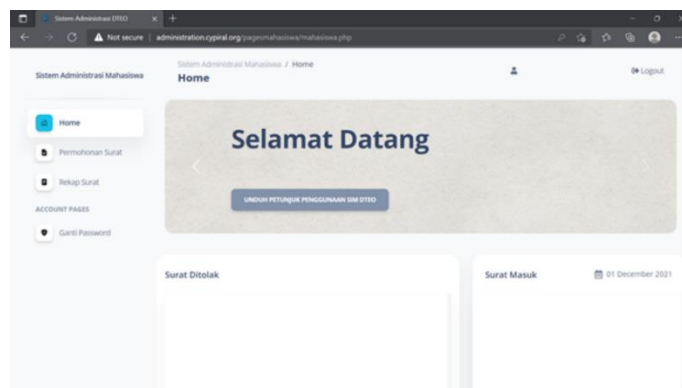 Sistem Administrasi DTEO
Not secure | administration.cypiral.org/pagesmahasiswa/mahasiswa.php
Sistem Administrasi Mahasiswa
Sistem Administrasi Mahasiswa / Home
Home
Logout
Home
Permohonan Surat
Rekap Surat
ACCOUNT PAGES
Ganti Password
Selamat Datang
UNDUH PETUNJUK PENGGUNAAN SIM DTEO
Surat Ditolak
Surat Masuk
01 December 2021